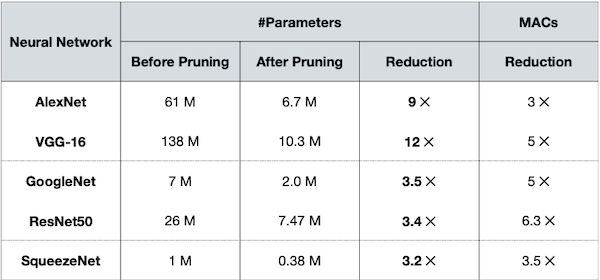 Neural Network #Parameters MACs
Before Pruning After Pruning Reduction Reduction
AlexNet 61 M 6.7 M 9 × 3 ×
VGG-16 138 M 10.3 M 12 × 5 ×
GoogleNet 7 M 2.0 M 3.5 × 5 ×
ResNet50 26 M 7.47 M 3.4 × 6.3 ×
SqueezeNet 1 M 0.38 M 3.2 × 3.5 ×